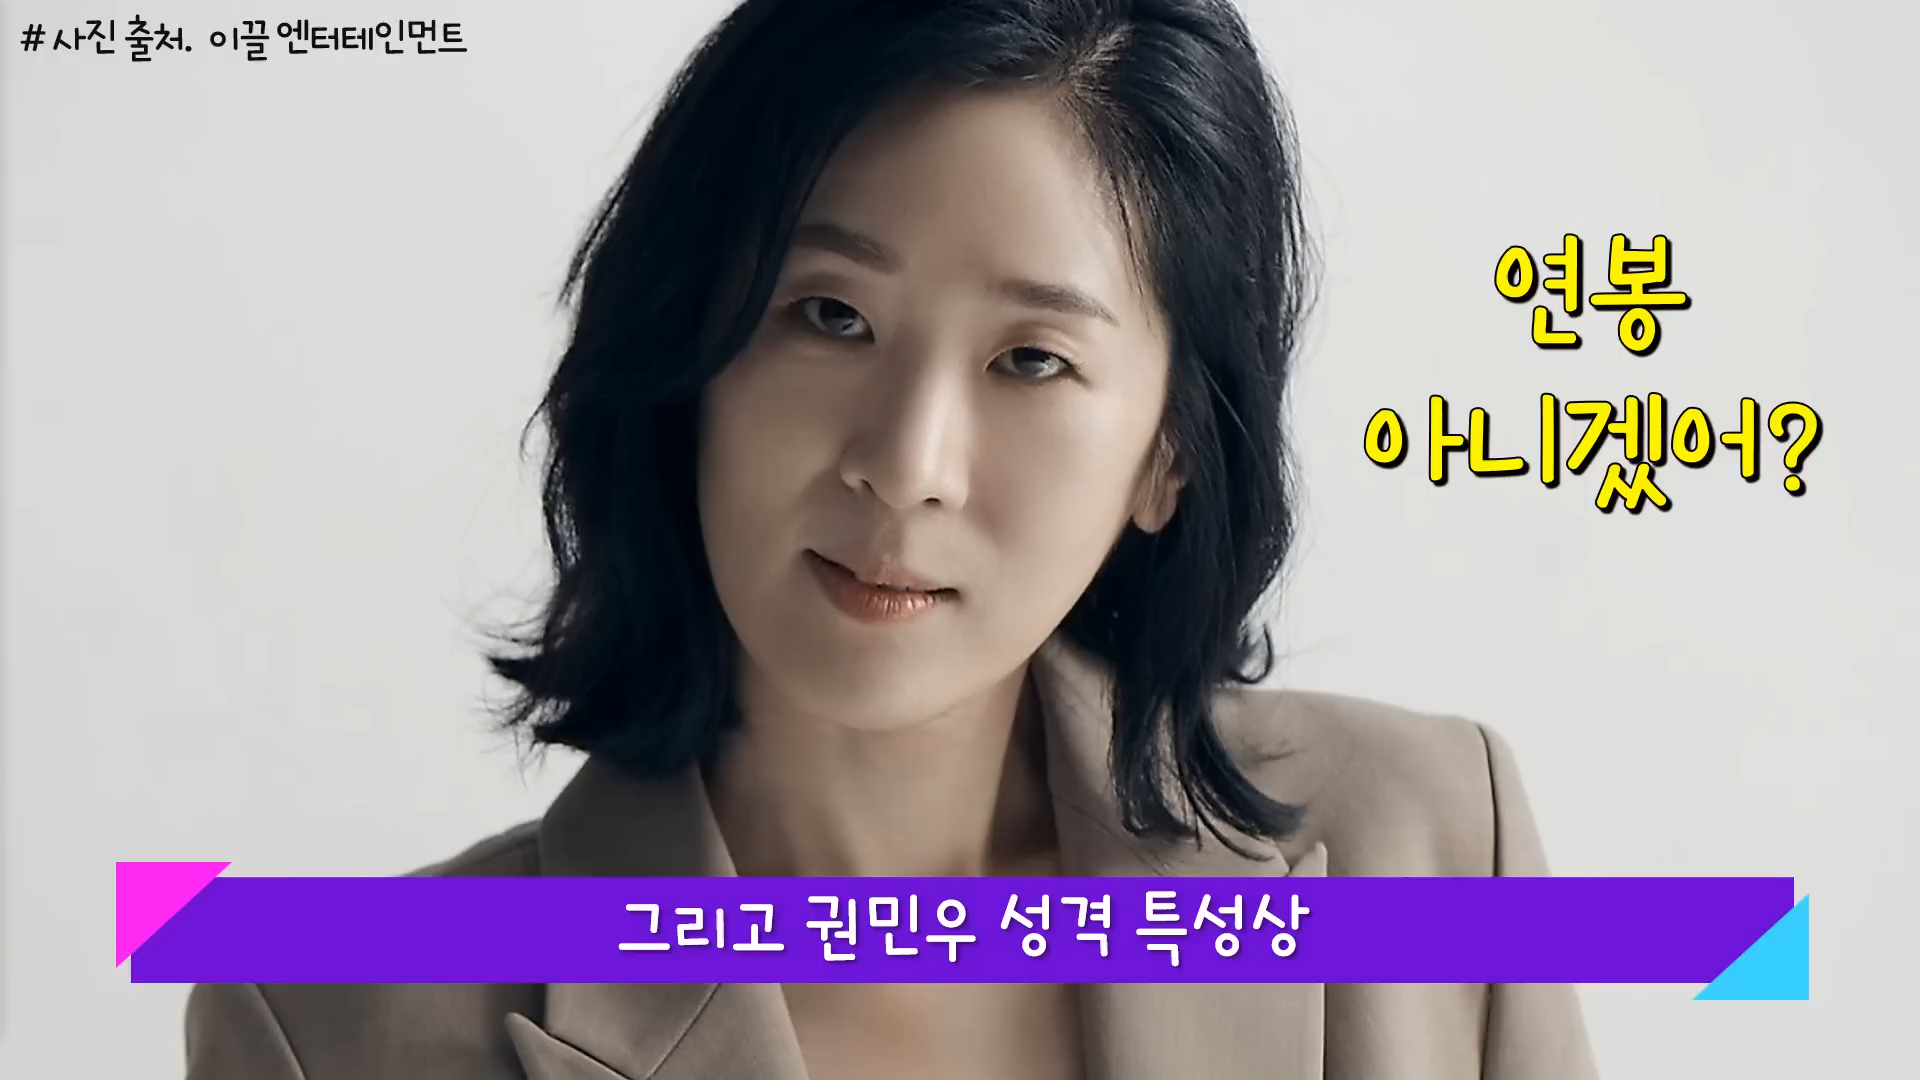 # 사진 출처. 이끌 엔터테인먼트
연봉
아니겠어?
그리고 권민우 성격 특성상